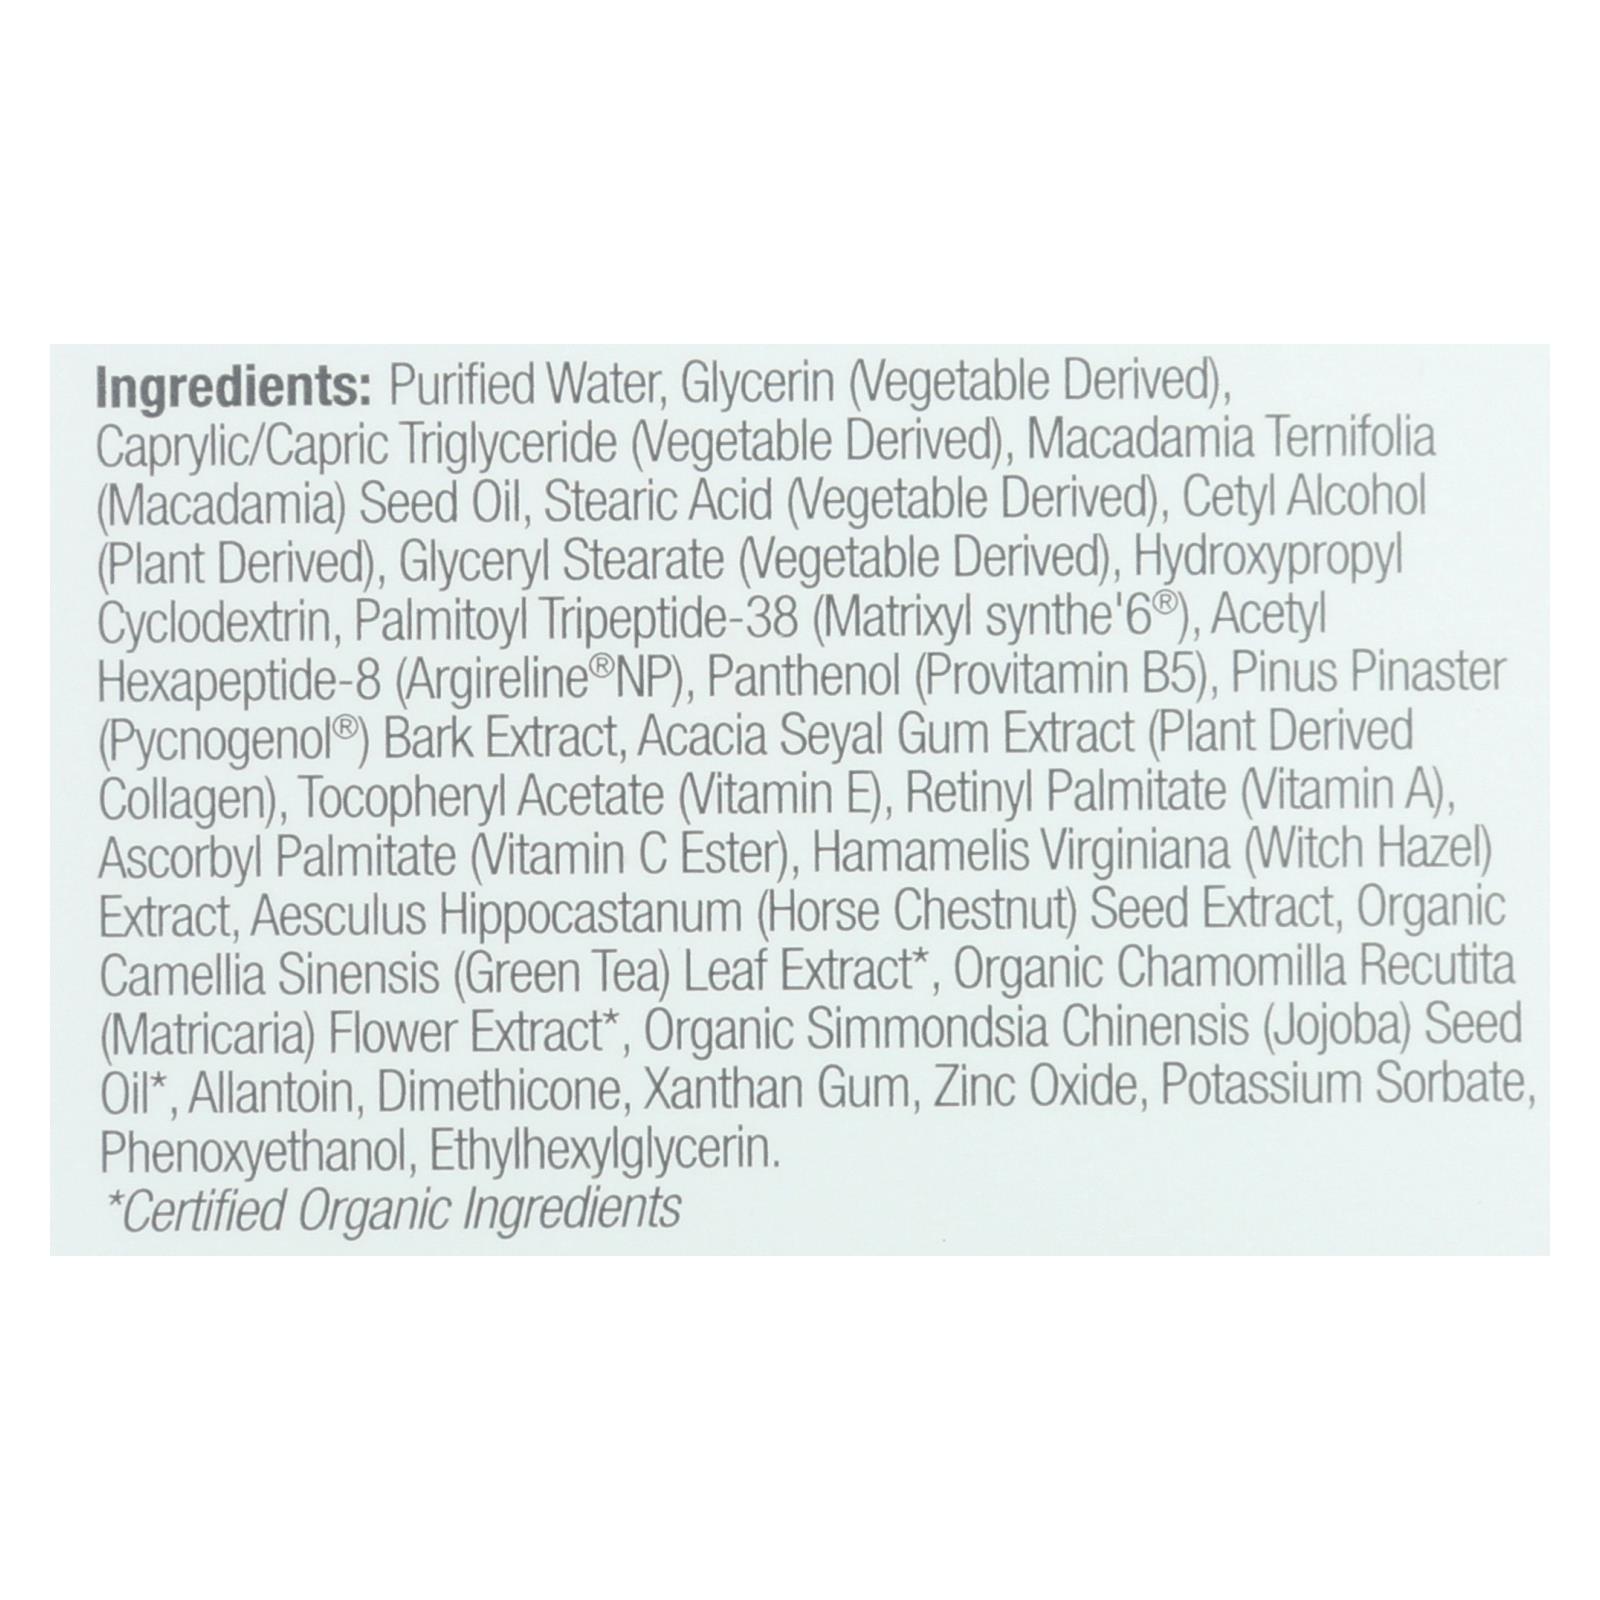 Ingredients: Purified Water, Glycerin (Vegetable Derived),
Caprylic/Capric Triglyceride (Vegetable Derived), Macadamia Ternifolia
(Macadamia) Seed Oil, Stearic Acid (Vegetable Derived), Cetyl Alcohol
(Plant Derived), Glyceryl Stearate (Vegetable Derived), Hydroxypropyl
Cyclodextrin, Palmitoyl Tripeptide-38 (Matrixyl synthe'6®), Acetyl
Hexapeptide-8 (Argireline®NP), Panthenol (Provitamin B5), Pinus Pinaster
(Pycnogenol®) Bark Extract, Acacia Seyal Gum Extract (Plant Derived
Collagen), Tocopheryl Acetate (Vitamin E), Retinyl Palmitate (Vitamin A),
Ascorbyl Palmitate (Vitamin C Ester), Hamamelis Virginiana (Witch Hazel)
Extract, Aesculus Hippocastanum (Horse Chestnut) Seed Extract, Organic
Camellia Sinensis (Green Tea) Leaf Extract*, Organic Chamomilla Recutita
(Matricaria) Flower Extract*, Organic Simmondsia Chinensis (Jojoba) Seed
Oil*, Allantoin, Dimethicone, Xanthan Gum, Zinc Oxide, Potassium Sorbate,
Phenoxyethanol, Ethylhexylglycerin.
*Certified Organic Ingredients